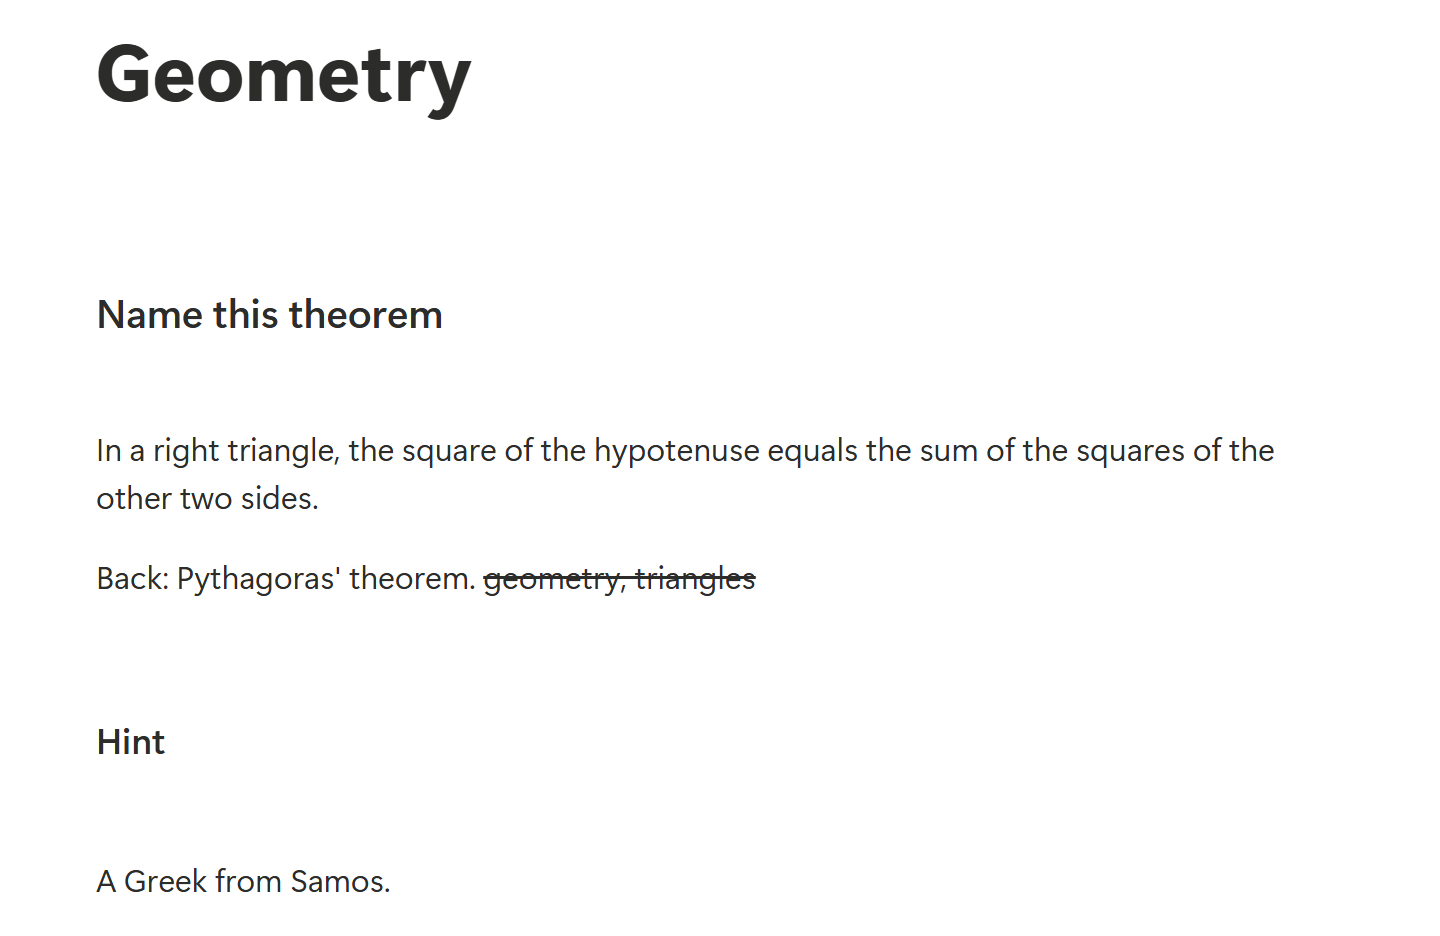 Geometry
Name this theorem
In a right triangle, the square of the hypotenuse equals the sum of the squares of the
other two sides.
Back: Pythagoras' theorem. geometry, triangles
Hint
A Greek from Samos.